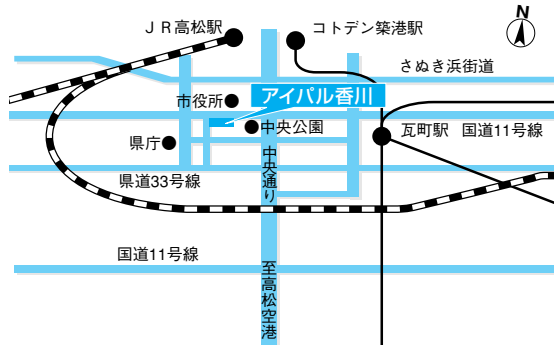 N
JR高松駅
コトデン築港駅
さぬき浜街道
市役所
アイパル香川
中央公園
瓦町駅 国道11号線
県庁
中央通り
県道33号線
国道11号線
至高松空港